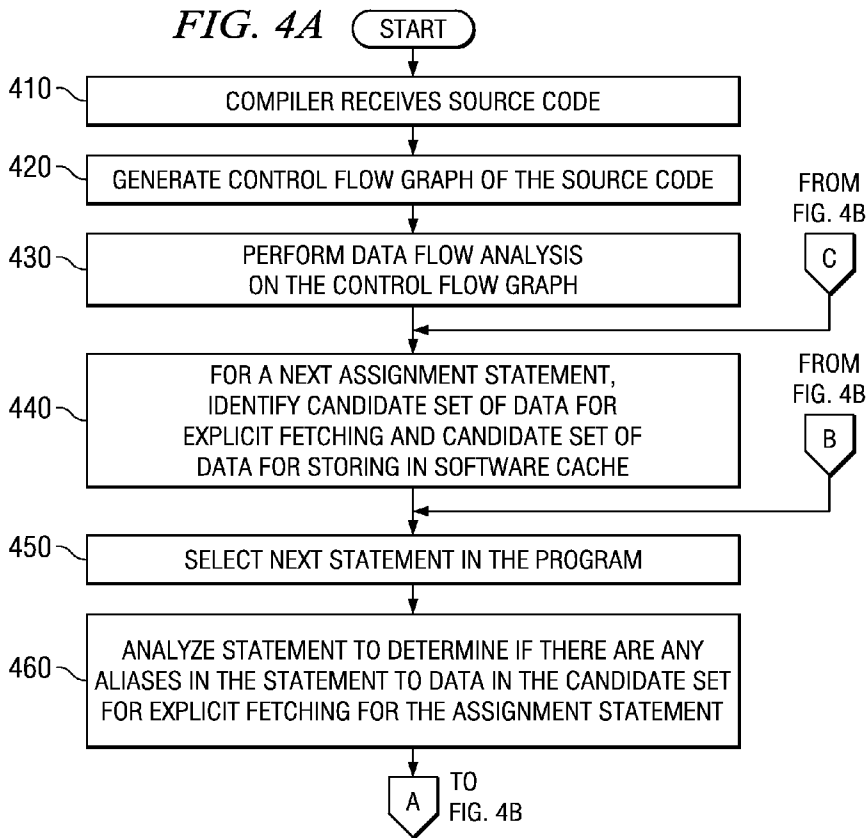 FIG. 4A
START
410
COMPILER RECEIVES SOURCE CODE
420
GENERATE CONTROL FLOW GRAPH OF THE SOURCE CODE
FROM
FIG. 4B
C
430
PERFORM DATA FLOW ANALYSIS
ON THE CONTROL FLOW GRAPH
440
FOR A NEXT ASSIGNMENT STATEMENT,
IDENTIFY CANDIDATE SET OF DATA FOR
EXPLICIT FETCHING AND CANDIDATE SET OF
DATA FOR STORING IN SOFTWARE CACHE
FROM
FIG. 4B
B
450
SELECT NEXT STATEMENT IN THE PROGRAM
460
ANALYZE STATEMENT TO DETERMINE IF THERE ARE ANY
ALIASES IN THE STATEMENT TO DATA IN THE CANDIDATE SET
FOR EXPLICIT FETCHING FOR THE ASSIGNMENT STATEMENT
A
TO
FIG. 4B